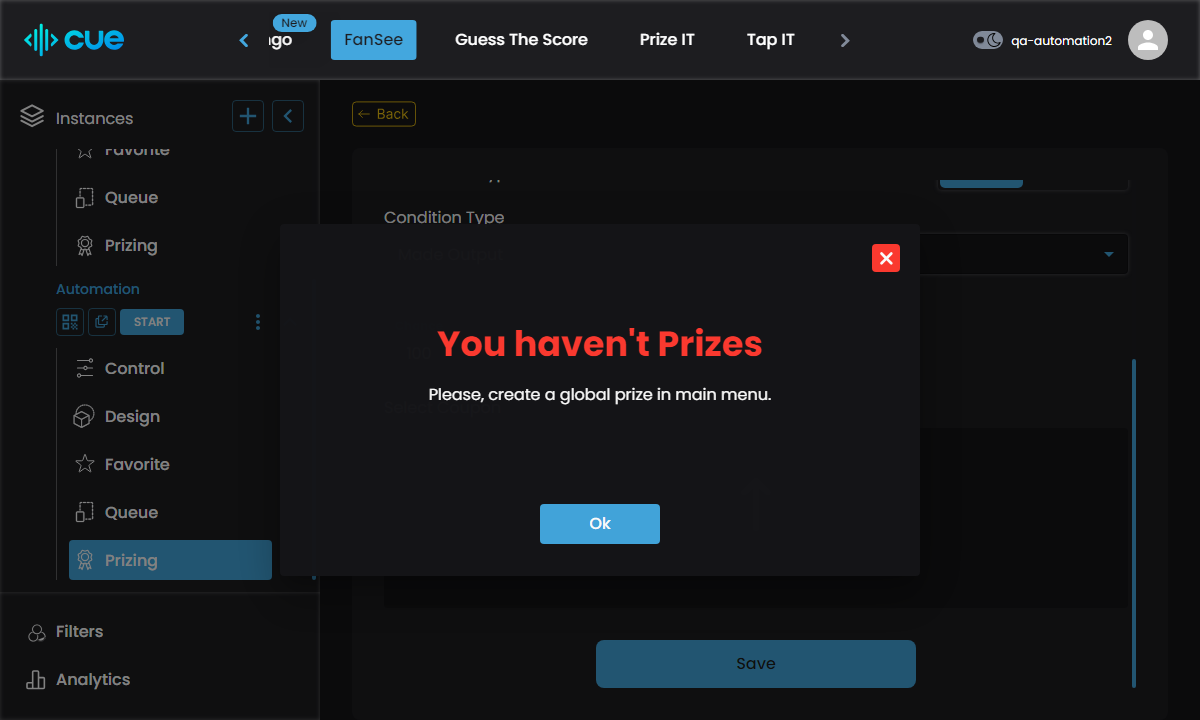 cue
New
FanSee
Guess The Score
Prize IT
Tap IT
qa-automation2
Instances
Back
Favorite
Queue
Prizing
Automation
START
Control
Design
Favorite
Queue
Prizing
Filters
Analytics
Condition Type
You haven't Prizes
Please, create a global prize in main menu.
Ok
Save